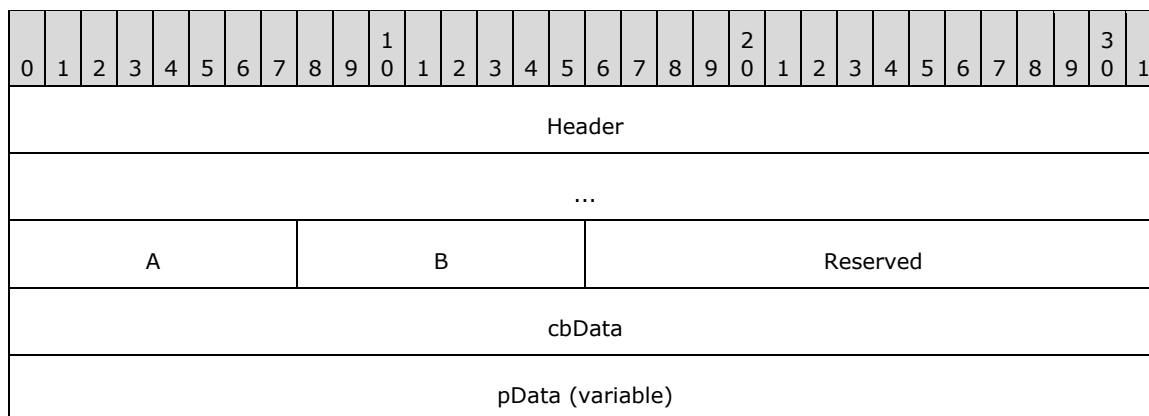 1 2 3
0 1 2 3 4 5 6 7 8 9 0 1 2 3 4 5 6 7 8 9 0 1 2 3 4 5 6 7 8 9 0 1
Header
...
A B Reserved
cbData
pData (variable)